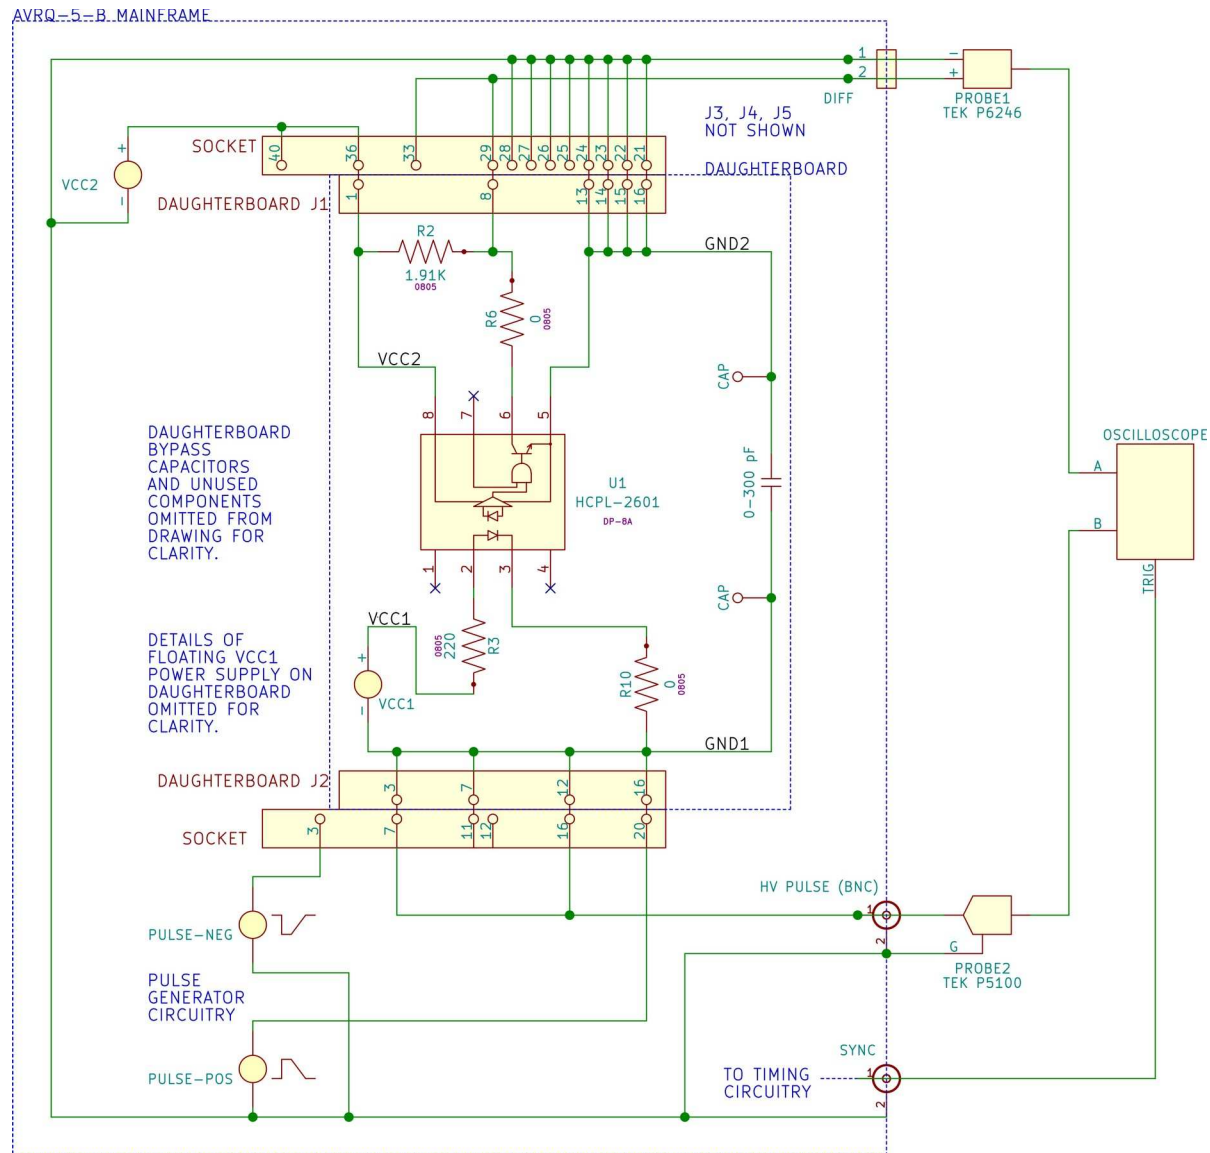 AVRQ-5-B MAINFRAME
1
2
DIFF
-
+
PROBE1
TEK P6246
J3, J4, J5
NOT SHOWN
SOCKET
40
36
33
29
28
27
26
25
24
23
22
21
DAUGHTERBOARD
+
VCC2
-
DAUGHTERBOARD J1
1
8
13
14
15
16
R2
1.91K
0805
GND2
R6
0
0805
VCC2
CAP
8
7
6
5
DAUGHTERBOARD
BYPASS
CAPACITORS
AND UNUSED
COMPONENTS
OMITTED FROM
DRAWING FOR
CLARITY.
U1
HCPL-2601
DP-8A
0-300 pF
OSCILLOSCOPE
A
B
TRIG
1
2
3
4
CAP
VCC1
DETAILS OF
FLOATING VCC1
POWER SUPPLY ON
DAUGHTERBOARD
OMITTED FOR
CLARITY.
+
VCC1
-
0805
220
R3
R10
0
0805
GND1
DAUGHTERBOARD J2
3
7
12
16
SOCKET
3
7
11
12
16
20
HV PULSE (BNC)
1
2
G
PROBE2
TEK P5100
PULSE-NEG
PULSE
GENERATOR
CIRCUITRY
PULSE-POS
SYNC
TO TIMING
CIRCUITRY
1
2